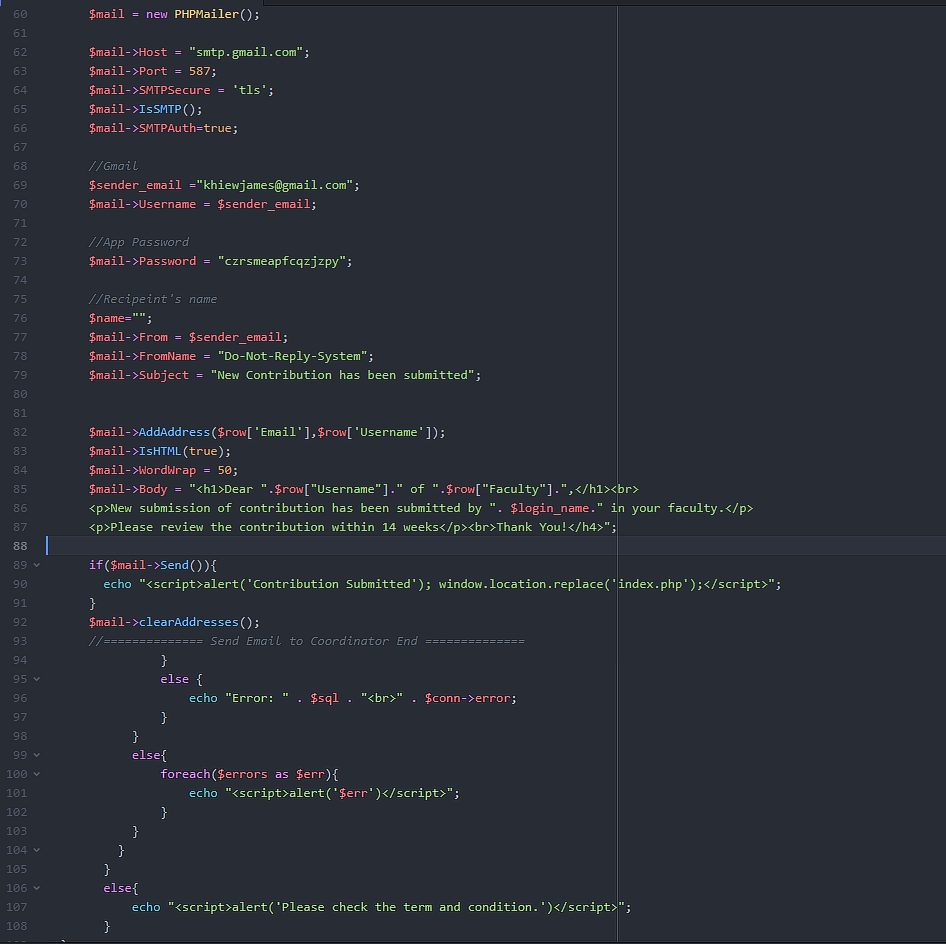 60 $mail = new PHPMailer();
61
62 $mail->Host = "smtp.gmail.com";
63 $mail->Port = 587;
64 $mail->SMTPSecure = 'tls';
65 $mail->IsSMTP();
66 $mail->SMTPAuth=true;
67
68 //Gmail
69 $sender_email ="khiewjames@gmail.com";
70 $mail->Username = $sender_email;
71
72 //App Password
73 $mail->Password = "czrsmeapfcqzjzpy";
74
75 //Recipeint's name
76 $name="";
77 $mail->From = $sender_email;
78 $mail->FromName = "Do-Not-Reply-System";
79 $mail->Subject = "New Contribution has been submitted";
80
81
82 $mail->AddAddress($row['Email'],$row['Username']);
83 $mail->IsHTML(true);
84 $mail->WordWrap = 50;
85 $mail->Body = "<h1>Dear ".$row["Username"]." of ".$row["Faculty"].",</h1><br>
86 <p>New submission of contribution has been submitted by ". $login_name." in your faculty.</p>
87 <p>Please review the contribution within 14 weeks</p><br>Thank You!</h4>";
88
89 if($mail->Send()){
90 echo "<script>alert('Contribution Submitted'); window.location.replace('index.php');</script>";
91 }
92 $mail->clearAddresses();
93 //============== Send Email to Coordinator End ==============
94 }
95 else {
96 echo "Error: " . $sql . "<br>" . $conn->error;
97 }
98 }
99 else{
100 foreach($errors as $err){
101 echo "<script>alert('$err')</script>";
102 }
103 }
104 }
105 }
106 else{
107 echo "<script>alert('Please check the term and condition.')</script>";
108 }